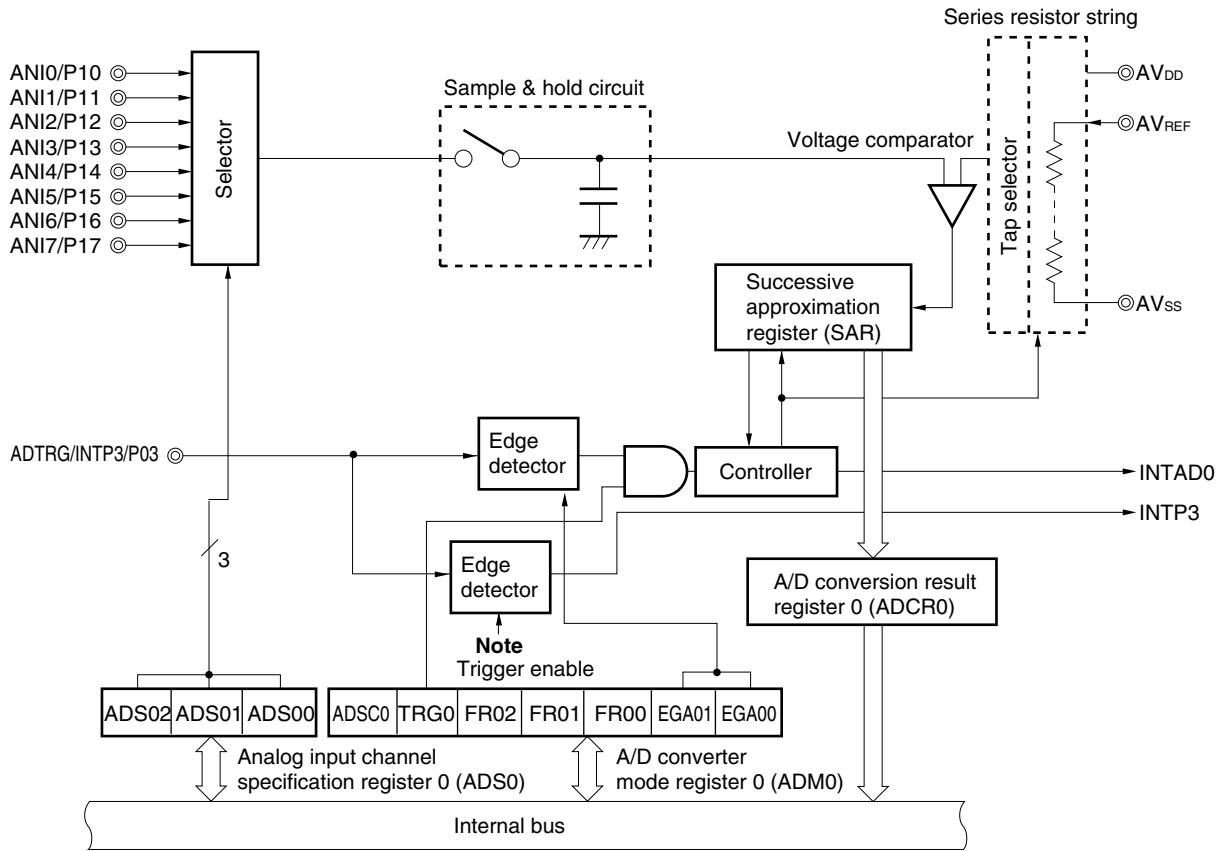 Series resistor string
ANI0/P10
ANI1/P11
ANI2/P12
ANI3/P13
ANI4/P14
ANI5/P15
ANI6/P16
ANI7/P17
Selector
Sample & hold circuit
Voltage comparator
Tap selector
AVDD
AVREF
AVSS
Successive
approximation
register (SAR)
ADTRG/INTP3/P03
Edge
detector
Controller
INTAD0
INTP3
3
Edge
detector
A/D conversion result
register 0 (ADCR0)
Note
Trigger enable
ADS02 ADS01 ADS00
ADSC0 TRG0 FR02 FR01 FR00 EGA01 EGA00
Analog input channel
specification register 0 (ADS0)
A/D converter
mode register 0 (ADM0)
Internal bus